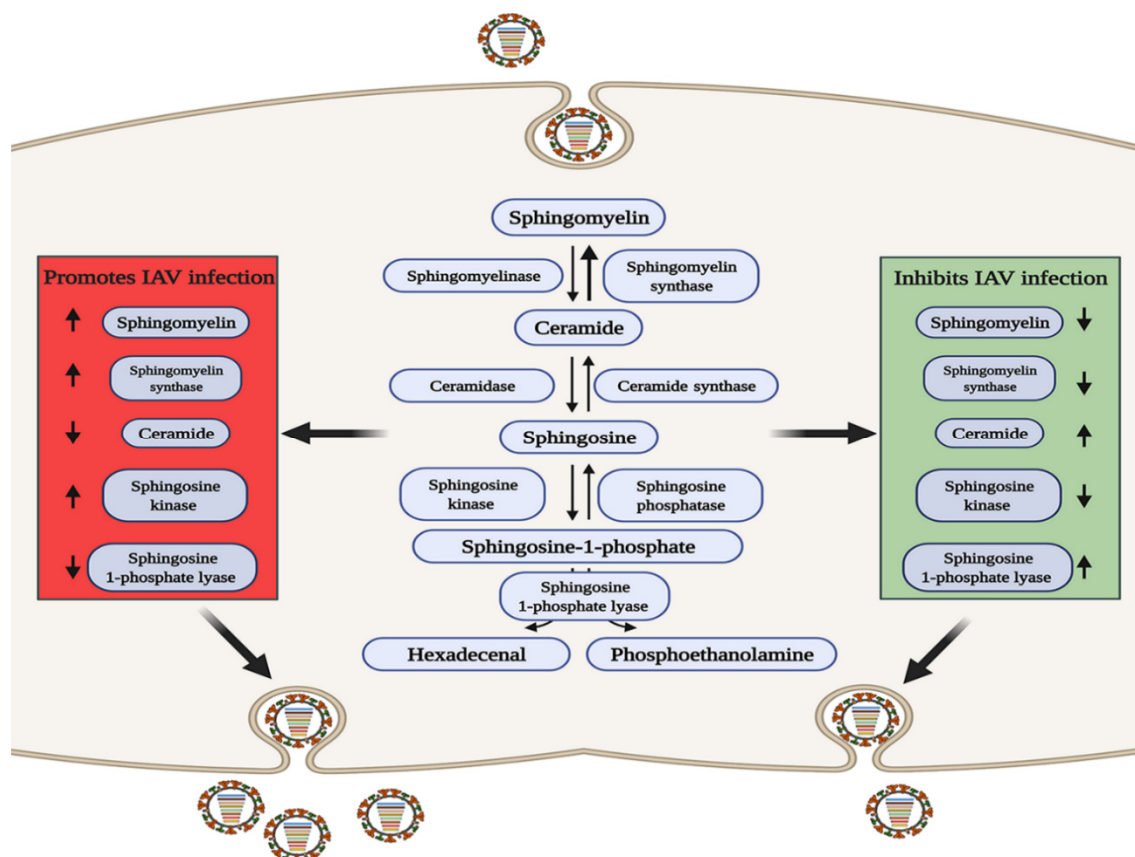 Sphingomyelin
Sphingomyelinase
Sphingomyelin
synthase
Ceramide
Ceramidase
Ceramide synthase
Sphingosine
Sphingosine
kinase
Sphingosine
phosphatase
Sphingosine-1-phosphate
Sphingosine
1-phosphate lyase
Hexadecenal
Phosphoethanolamine
Promotes IAV infection
Sphingomyelin
Sphingomyelin
synthase
Ceramide
Sphingosine
kinase
Sphingosine
1-phosphate lyase
Inhibits IAV infection
Sphingomyelin
Sphingomyelin
synthase
Ceramide
Sphingosine
kinase
Sphingosine
1-phosphate lyase